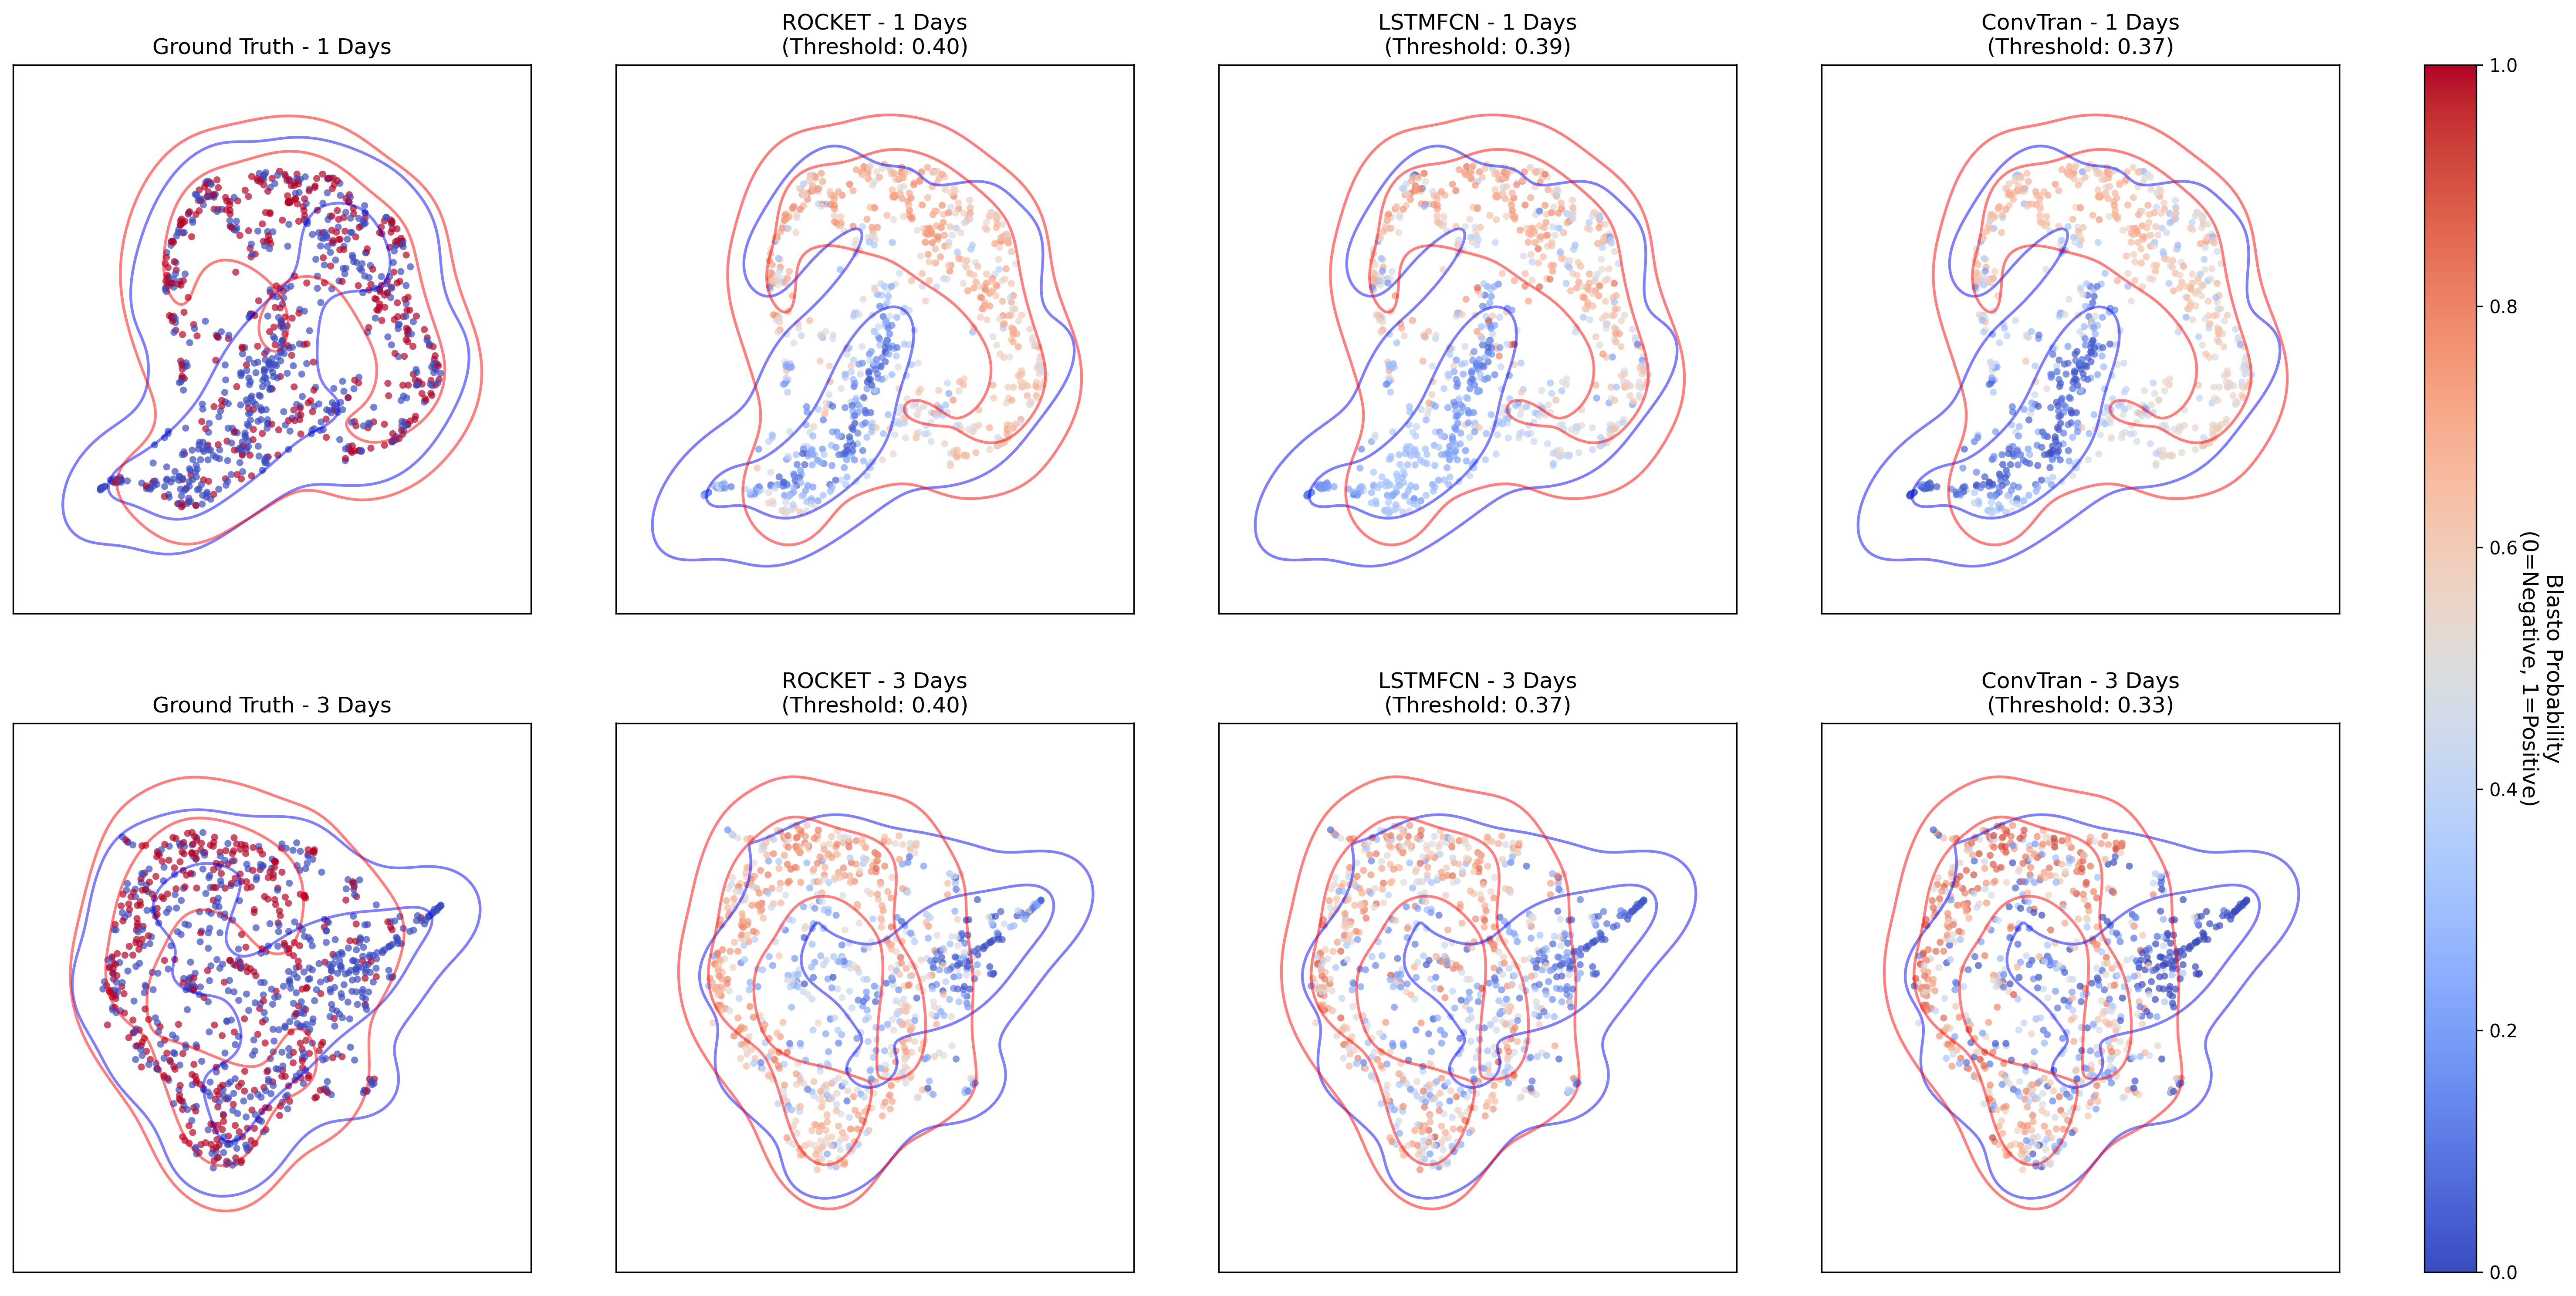 Ground Truth - 1 Days
ROCKET - 1 Days
(Threshold: 0.40)
LSTMFCN - 1 Days
(Threshold: 0.39)
ConvTran - 1 Days
(Threshold: 0.37)
Ground Truth - 3 Days
ROCKET - 3 Days
(Threshold: 0.40)
LSTMFCN - 3 Days
(Threshold: 0.37)
ConvTran - 3 Days
(Threshold: 0.33)
1.0
0.8
0.6
0.4
0.2
0.0
Blasto Probability
(0=Negative, 1=Positive)